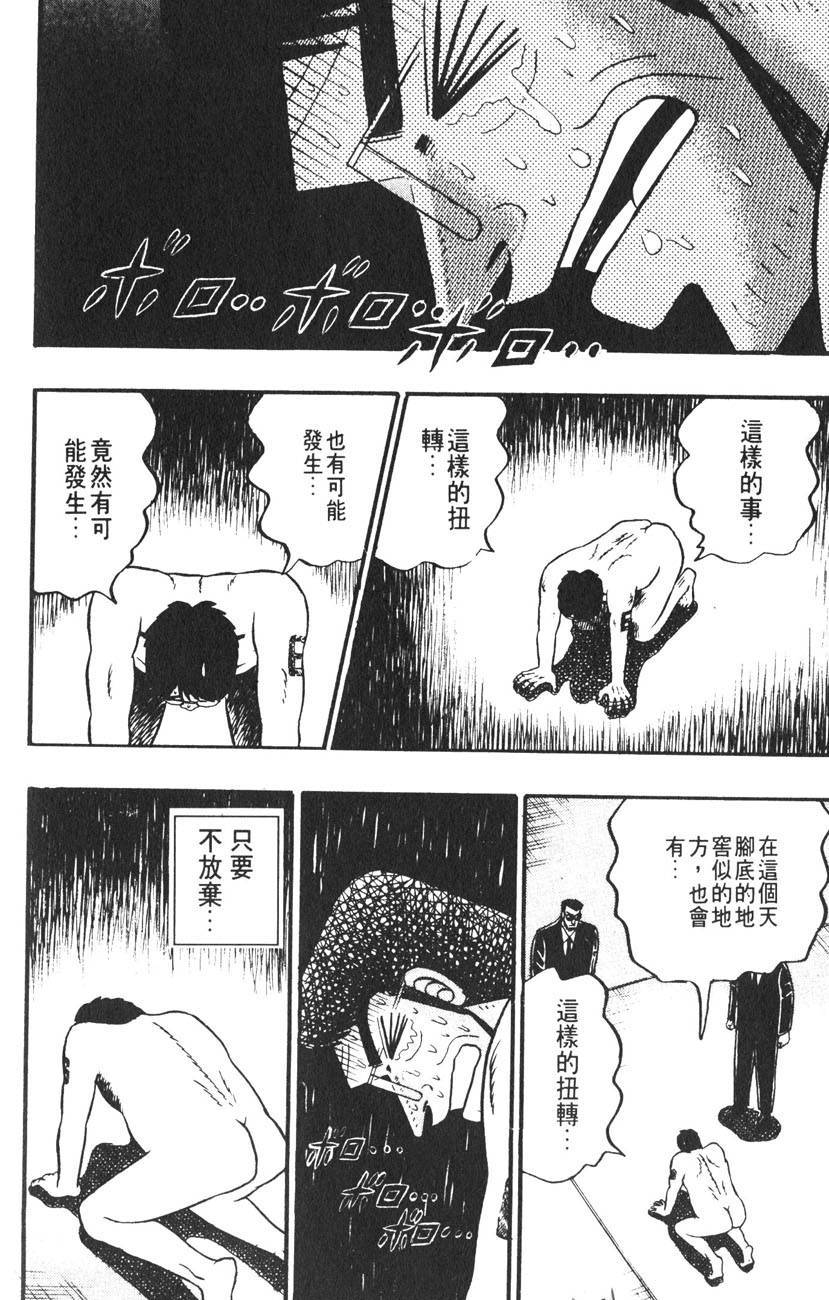 ボロ‥
ボロ‥
ボロ‥
這樣的事…
這樣的扭
轉…
也有可能
發生…
竟然有可
能發生…
在這個天
腳底的地
窖似的地
方，也會
有…
這樣的扭轉…
ボロ…
ボロ…
ボロ…
只要
不放棄…